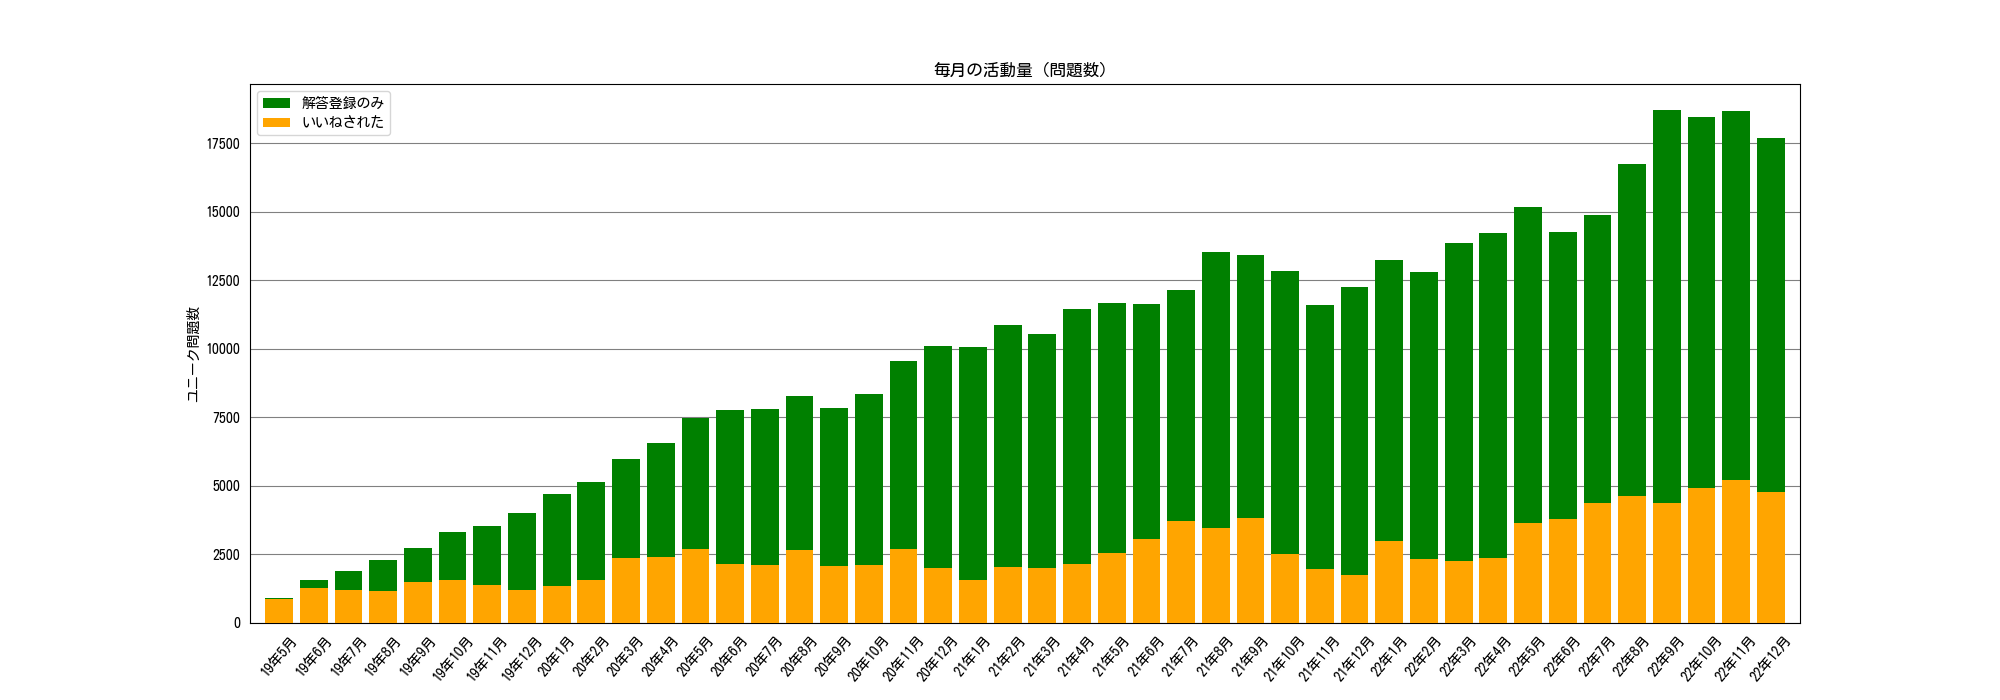 毎月の活動量（問題数）
解答登録のみ
いいねされた
ユニーク問題数
17500
15000
12500
10000
7500
5000
2500
0
19年5月
19年6月
19年7月
19年8月
19年9月
19年10月
19年11月
19年12月
20年1月
20年2月
20年3月
20年4月
20年5月
20年6月
20年7月
20年8月
20年9月
20年10月
20年11月
20年12月
21年1月
21年2月
21年3月
21年4月
21年5月
21年6月
21年7月
21年8月
21年9月
21年10月
21年11月
21年12月
22年1月
22年2月
22年3月
22年4月
22年5月
22年6月
22年7月
22年8月
22年9月
22年10月
22年11月
22年12月